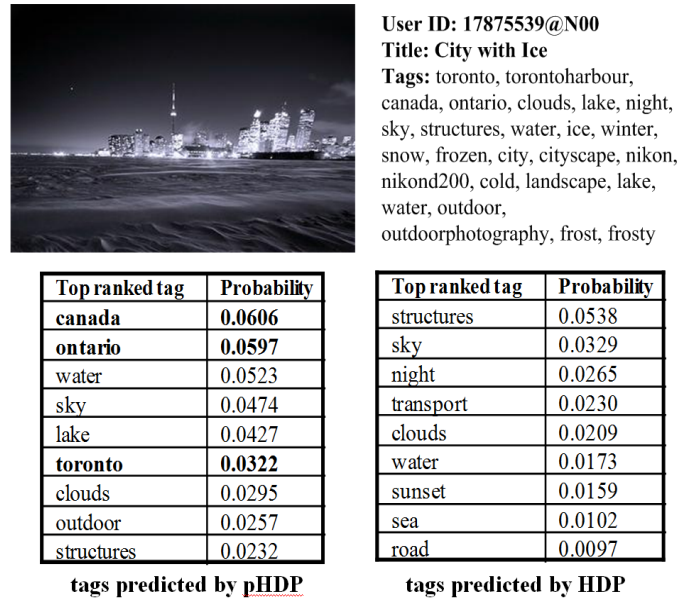 User ID: 17875539@N00
Title: City with Ice
Tags: toronto, torontoharbour,
canada, ontario, clouds, lake, night,
sky, structures, water, ice, winter,
snow, frozen, city, cityscape, nikon,
nikond200, cold, landscape, lake,
water, outdoor,
outdoorphotography, frost, frosty
Top ranked tag Probability
canada 0.0606
ontario 0.0597
water 0.0523
sky 0.0474
lake 0.0427
toronto 0.0322
clouds 0.0295
outdoor 0.0257
structures 0.0232
tags predicted by pHDP
Top ranked tag Probability
structures 0.0538
sky 0.0329
night 0.0265
transport 0.0230
clouds 0.0209
water 0.0173
sunset 0.0159
sea 0.0102
road 0.0097
tags predicted by HDP